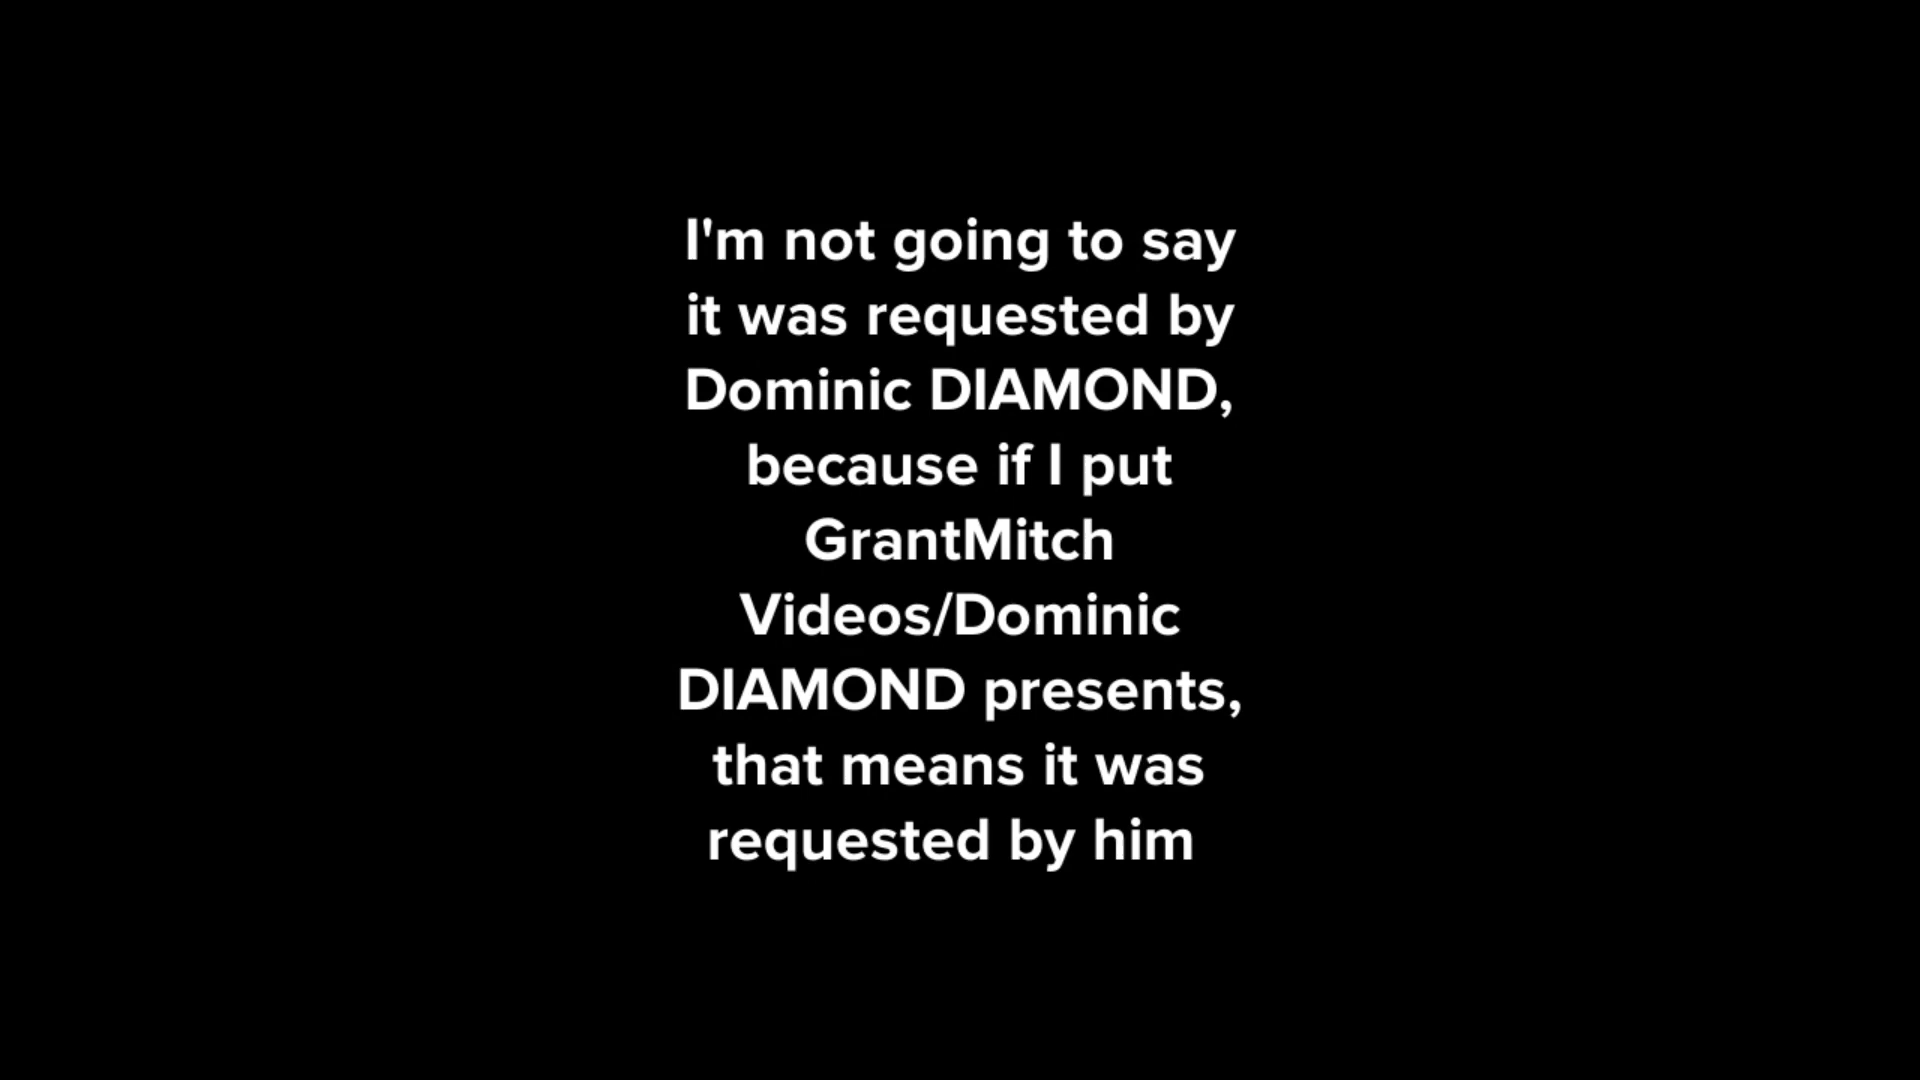 I'm not going to say
it was requested by
Dominic DIAMOND,
because if I put
GrantMitch
Videos/Dominic
DIAMOND presents,
that means it was
requested by him